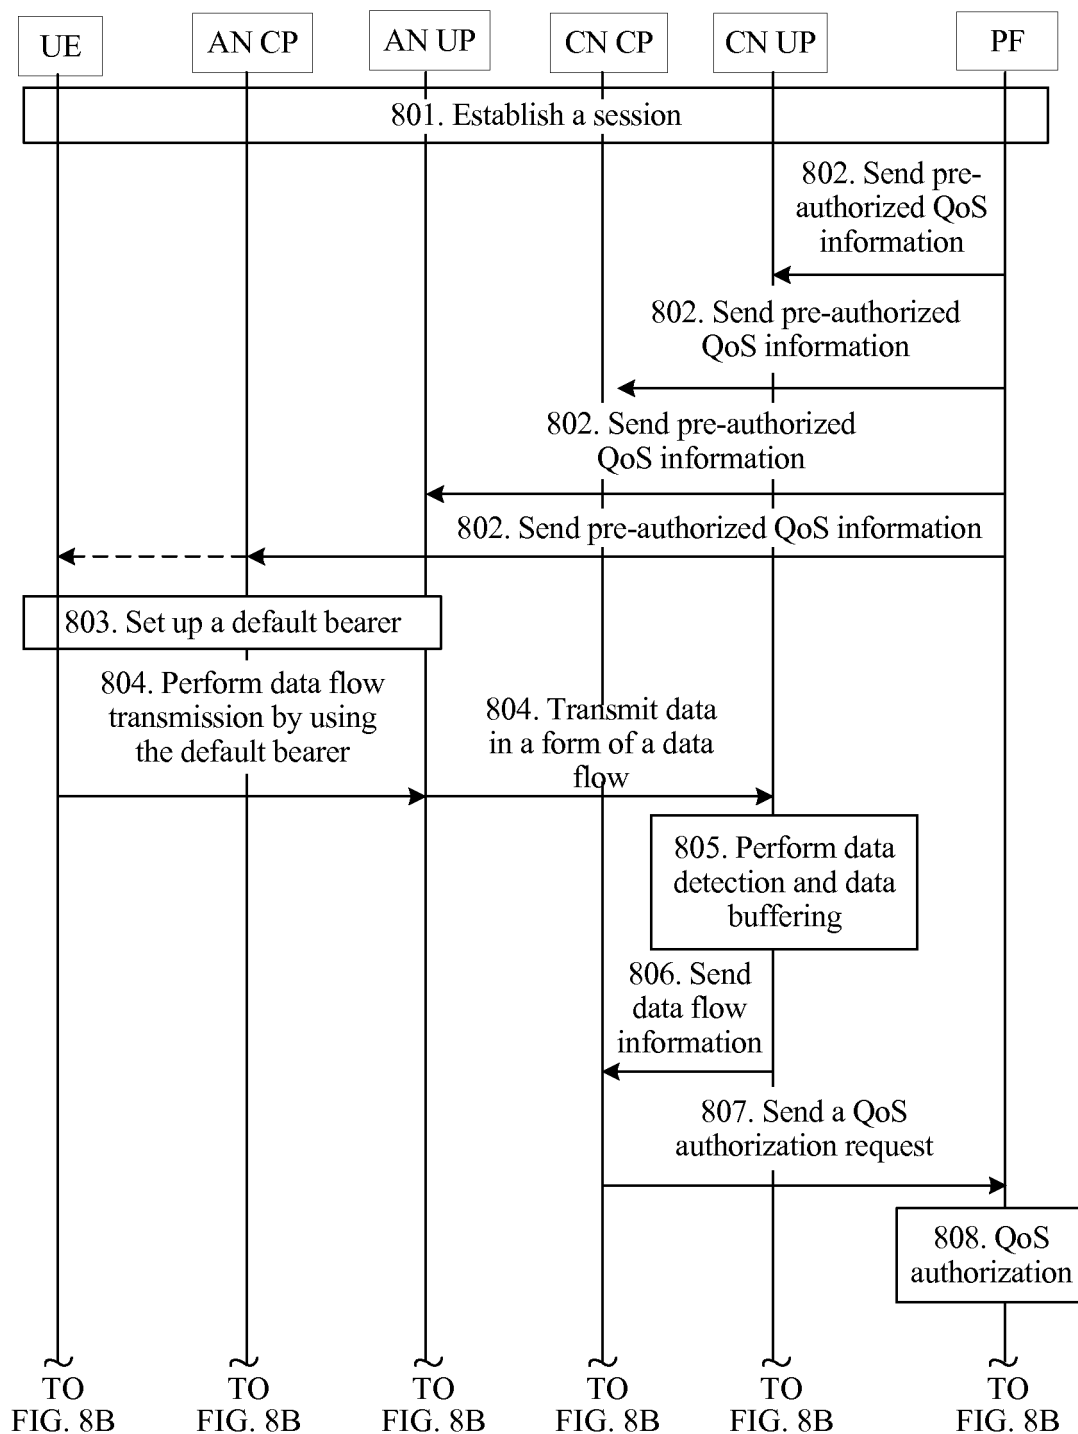 UE
AN CP
AN UP
CN CP
CN UP
PF
801. Establish a session
802. Send pre-
authorized QoS
information
802. Send pre-authorized
QoS information
802. Send pre-authorized
QoS information
802. Send pre-authorized QoS information
803. Set up a default bearer
804. Perform data flow
transmission by using
the default bearer
804. Transmit data
in a form of a data
flow
805. Perform data
detection and data
buffering
806. Send
data flow
information
807. Send a QoS
authorization request
808. QoS
authorization
TO
FIG. 8B
TO
FIG. 8B
TO
FIG. 8B
TO
FIG. 8B
TO
FIG. 8B
TO
FIG. 8B